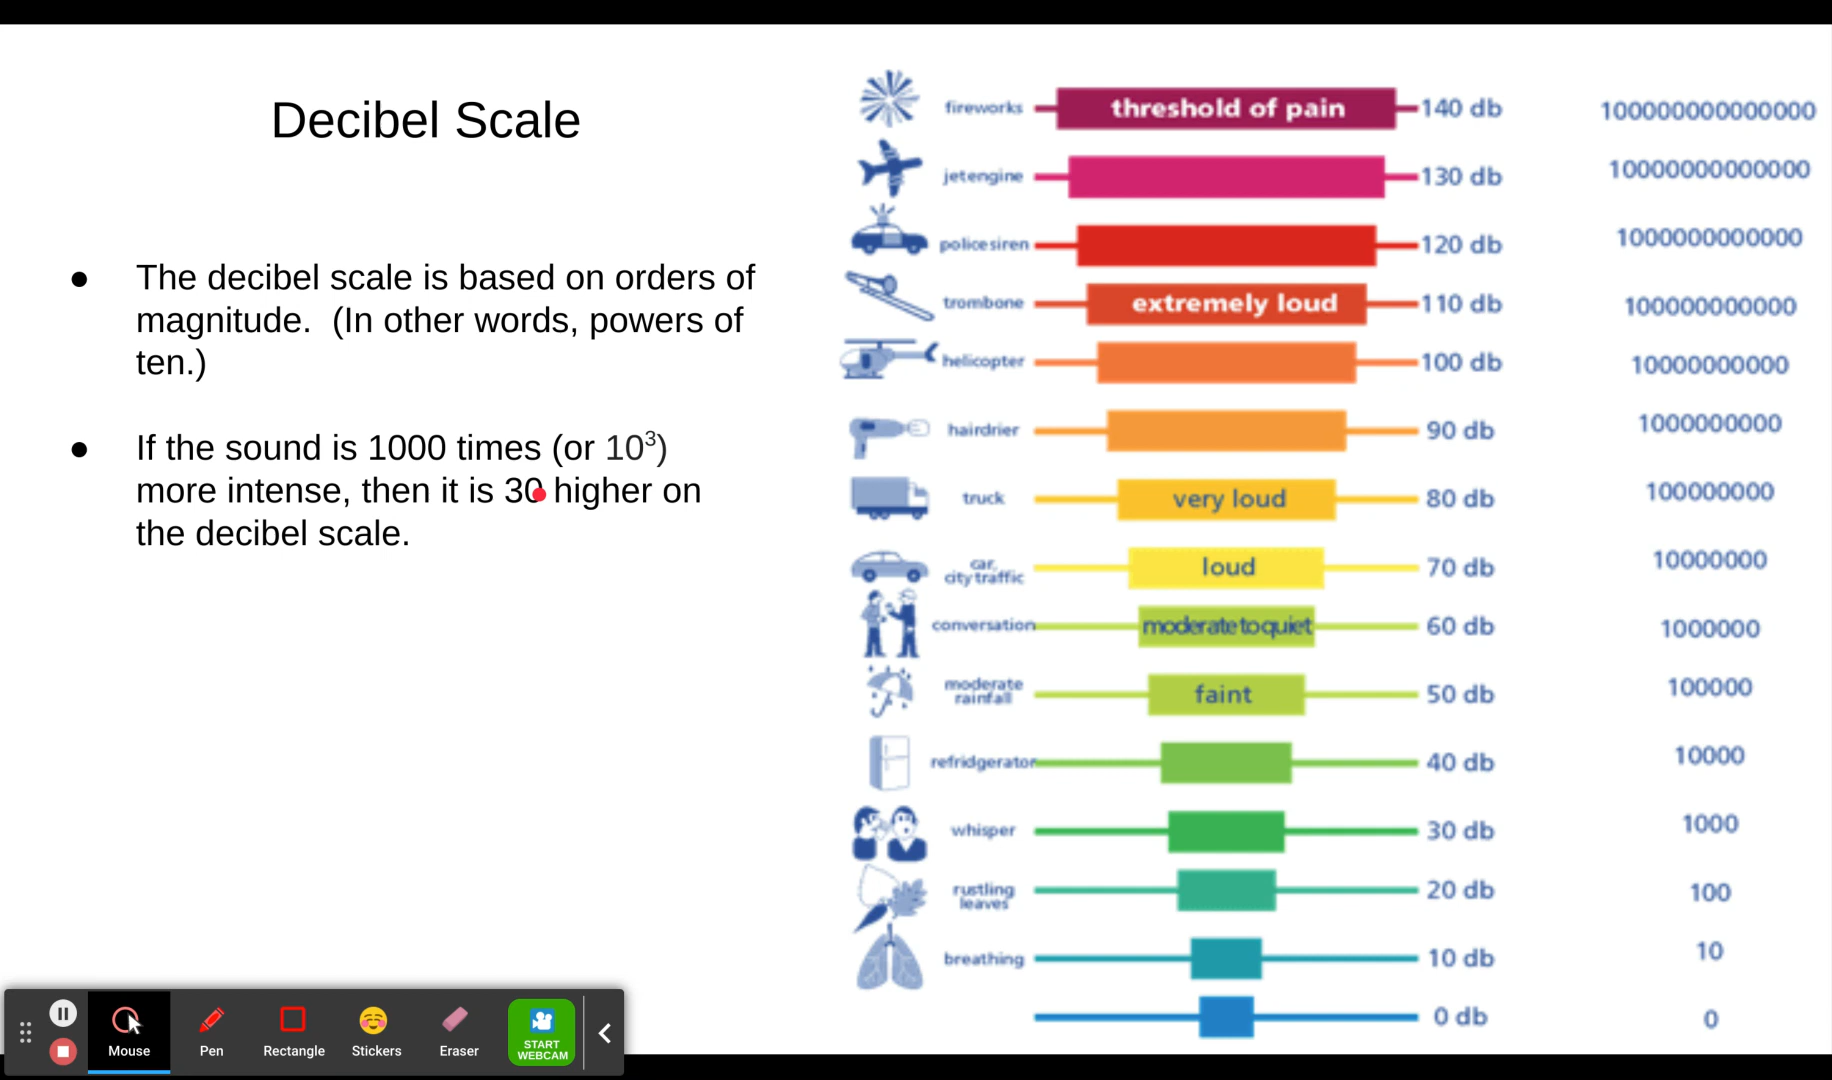 Decibel Scale
● The decibel scale is based on orders of
magnitude. (In other words, powers of
ten.)
● If the sound is 1000 times (or 10³)
more intense, then it is 30 higher on
the decibel scale.
fireworks threshold of pain 140 db 100000000000000
jetengine 130 db 10000000000000
policesiren 120 db 1000000000000
trombone extremely loud 110 db 100000000000
helicopter 100 db 10000000000
hairdrier 90 db 1000000000
truck very loud 80 db 100000000
car,
city traffic loud 70 db 10000000
conversation moderate to quiet 60 db 1000000
moderate
rainfall faint 50 db 100000
refridgerator 40 db 10000
whisper 30 db 1000
rustling
leaves 20 db 100
breathing 10 db 10
0 db 0
Mouse Pen Rectangle Stickers Eraser START
WEBCAM